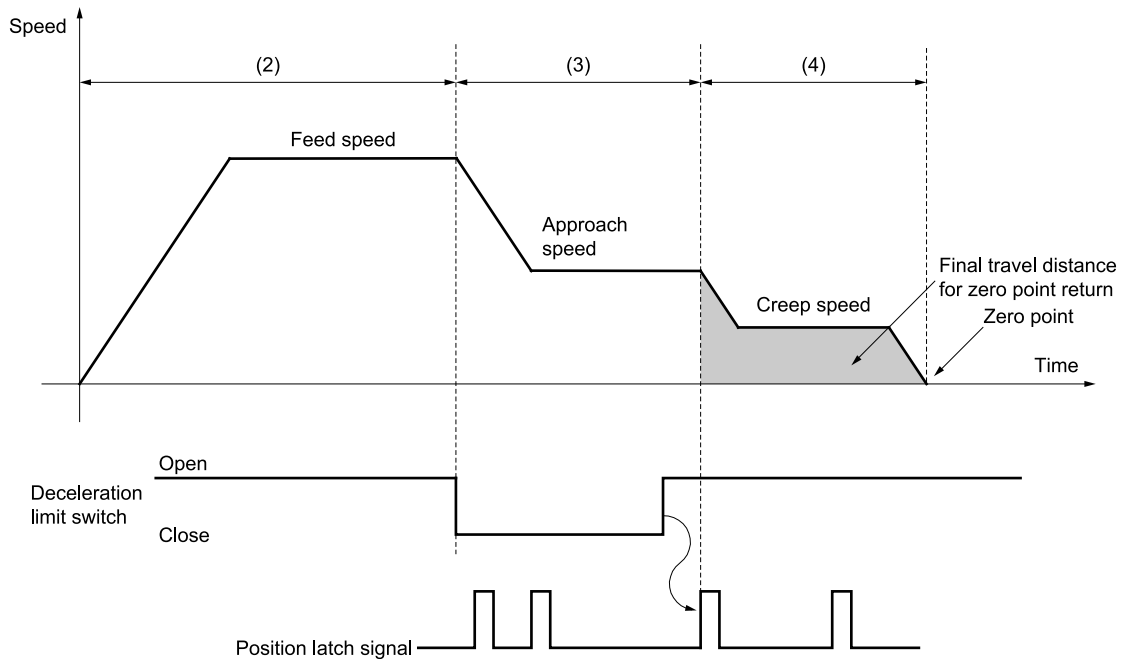 Speed
(2)
(3)
(4)
Feed speed
Approach
speed
Creep speed
Final travel distance
for zero point return
Zero point
Time
Open
Deceleration
limit switch
Close
Position latch signal